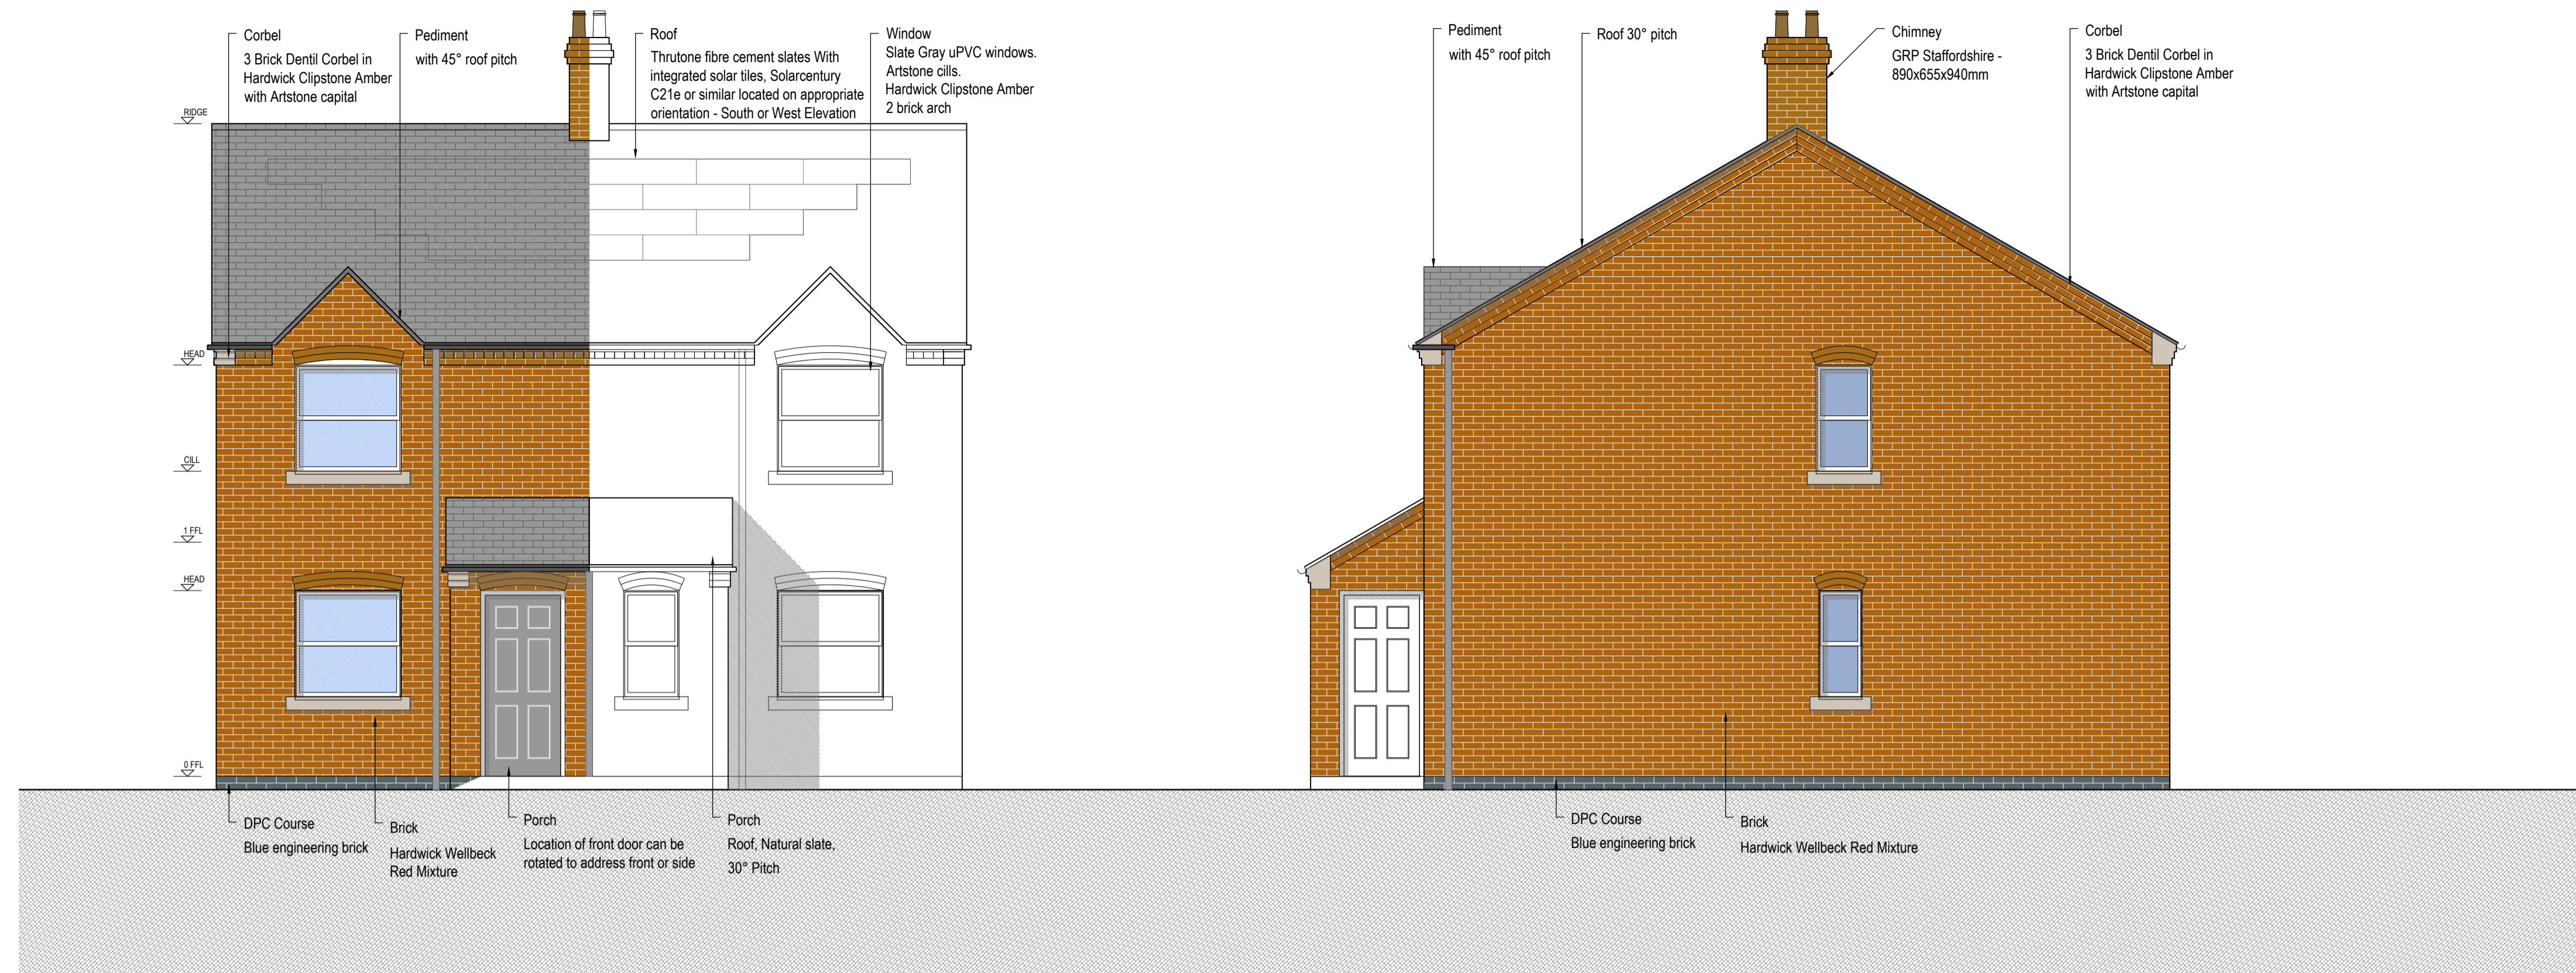 Corbel
3 Brick Dentil Corbel in
Hardwick Clipstone Amber
with Artstone capital
Pediment
with 45° roof pitch
Roof
Thrutone fibre cement slates With
integrated solar tiles, Solarcentury
C21e or similar located on appropriate
orientation - South or West Elevation
Window
Slate Gray uPVC windows.
Artstone cills.
Hardwick Clipstone Amber
2 brick arch
Pediment
with 45° roof pitch
Roof 30° pitch
Chimney
GRP Staffordshire -
890x655x940mm
Corbel
3 Brick Dentil Corbel in
Hardwick Clipstone Amber
with Artstone capital
RIDGE
HEAD
CILL
1 FFL
HEAD
0 FFL
DPC Course
Blue engineering brick
Brick
Hardwick Wellbeck
Red Mixture
Porch
Location of front door can be
rotated to address front or side
Porch
Roof, Natural slate,
30° Pitch
DPC Course
Blue engineering brick
Brick
Hardwick Wellbeck Red Mixture